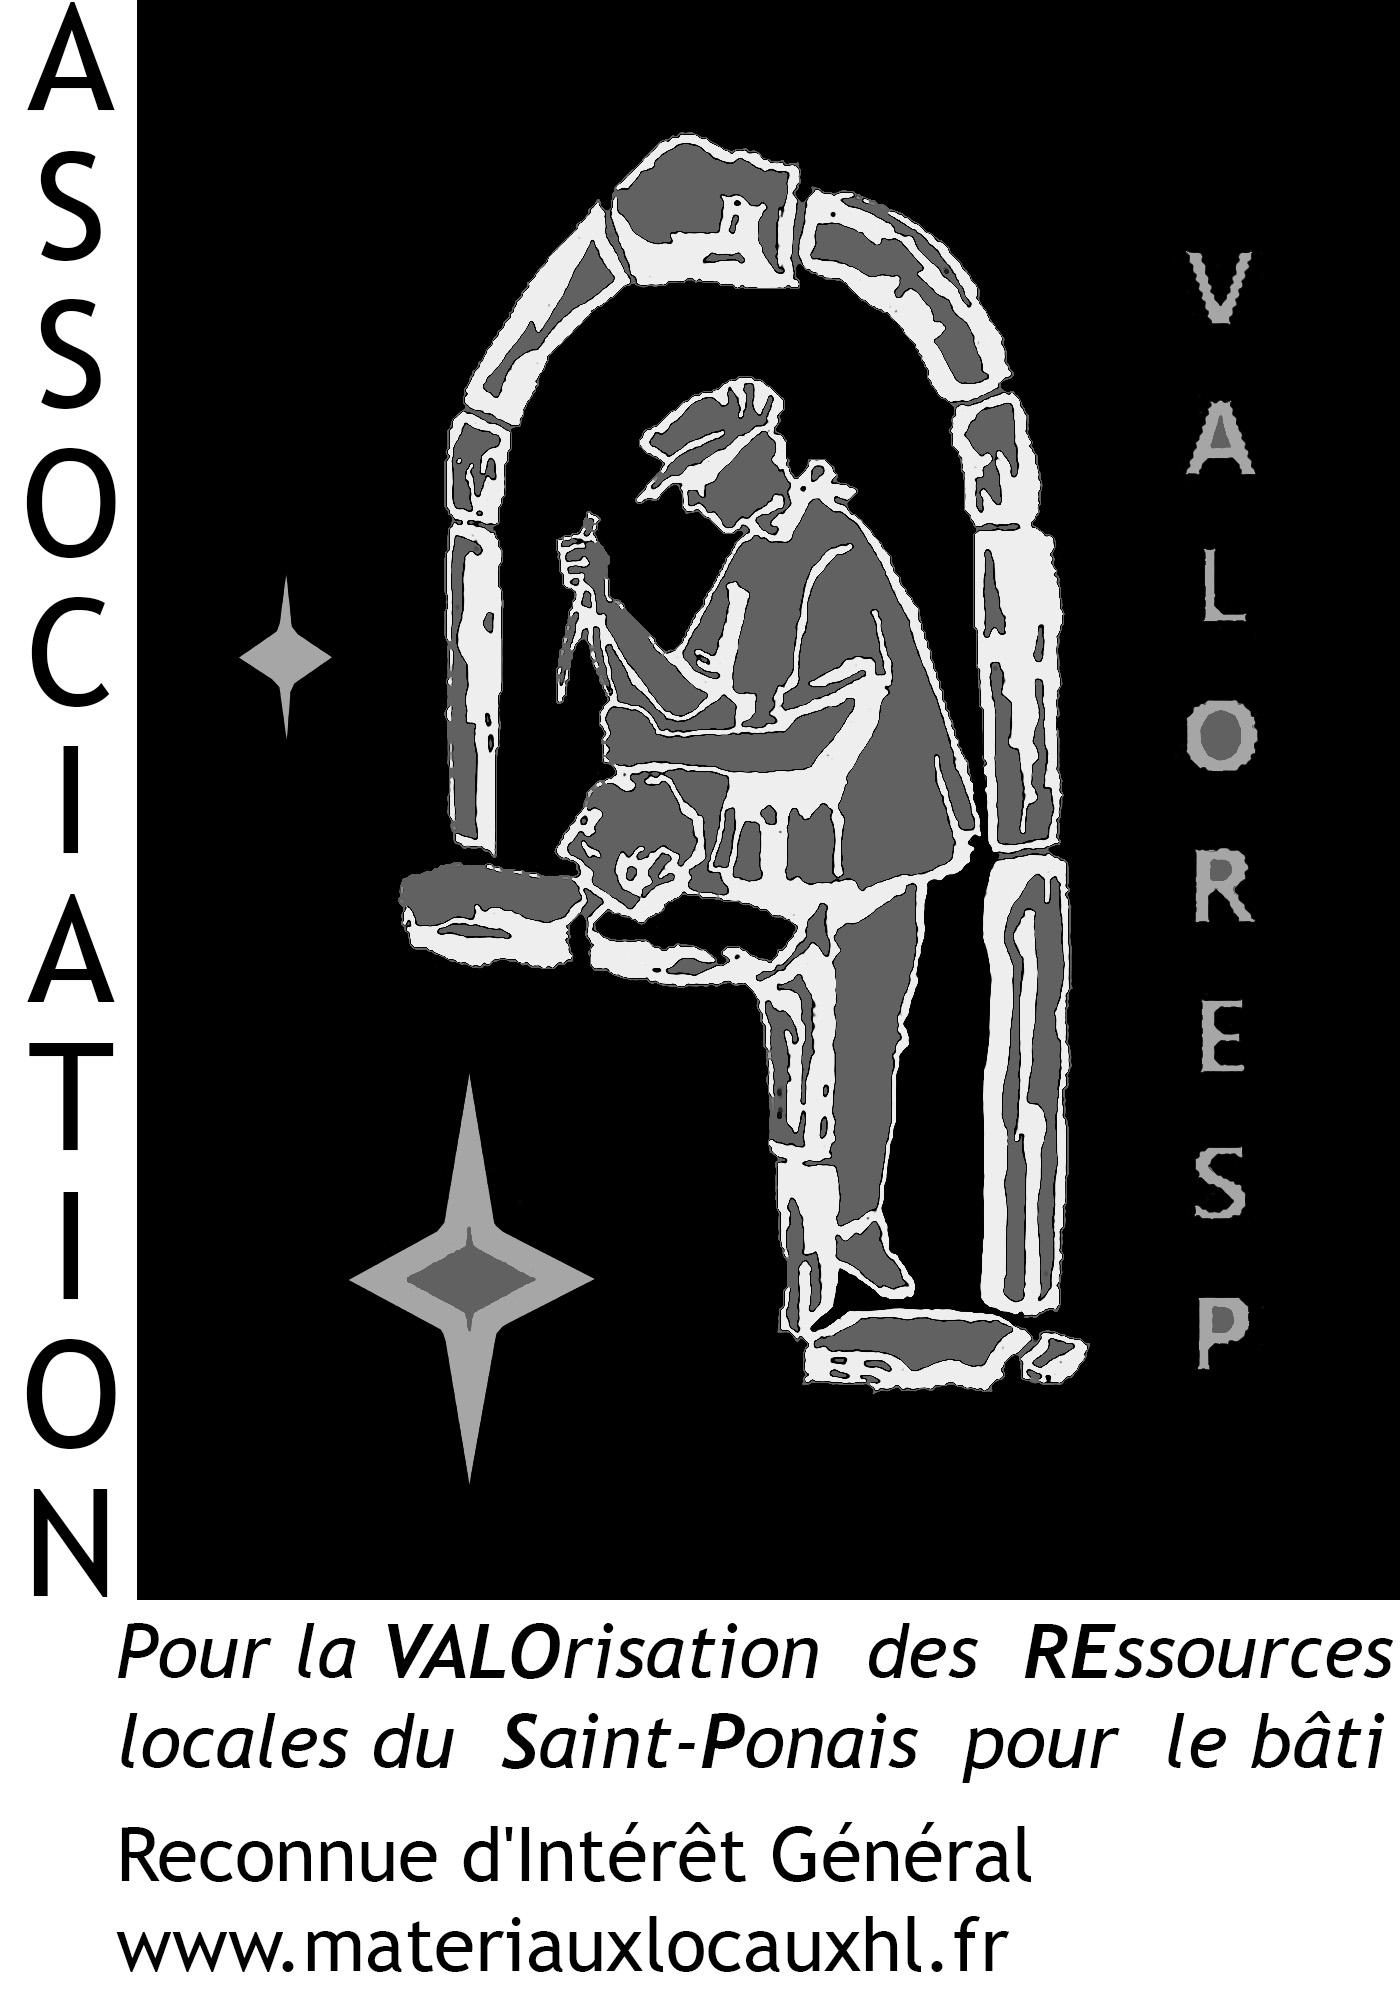 ASSOCIATION
VALORESP
Pour la VALOrisation des REssources
locales du Saint-Ponais pour le bâti
Reconnue d'Intérêt Général
www.materiauxlocauxhl.fr